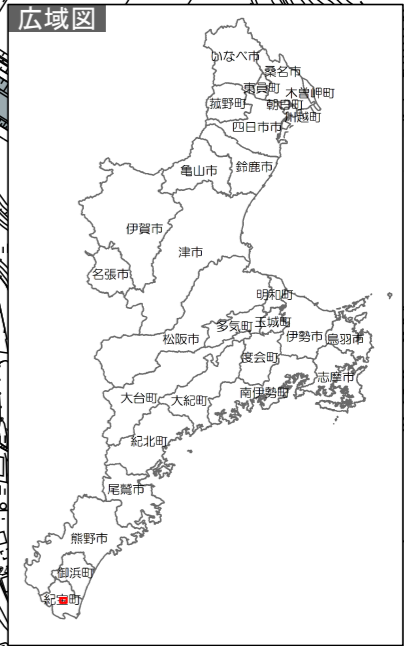 広域図
いなべ市
桑名市
東員町
木曽岬町
菰野町
朝日町
川越町
四日市市
亀山市
鈴鹿市
伊賀市
津市
名張市
明和町
松阪市
多気町
玉城町
伊勢市
鳥羽市
度会町
志摩市
大台町
大紀町
南伊勢町
紀北町
尾鷲市
熊野市
御浜町
紀宝町